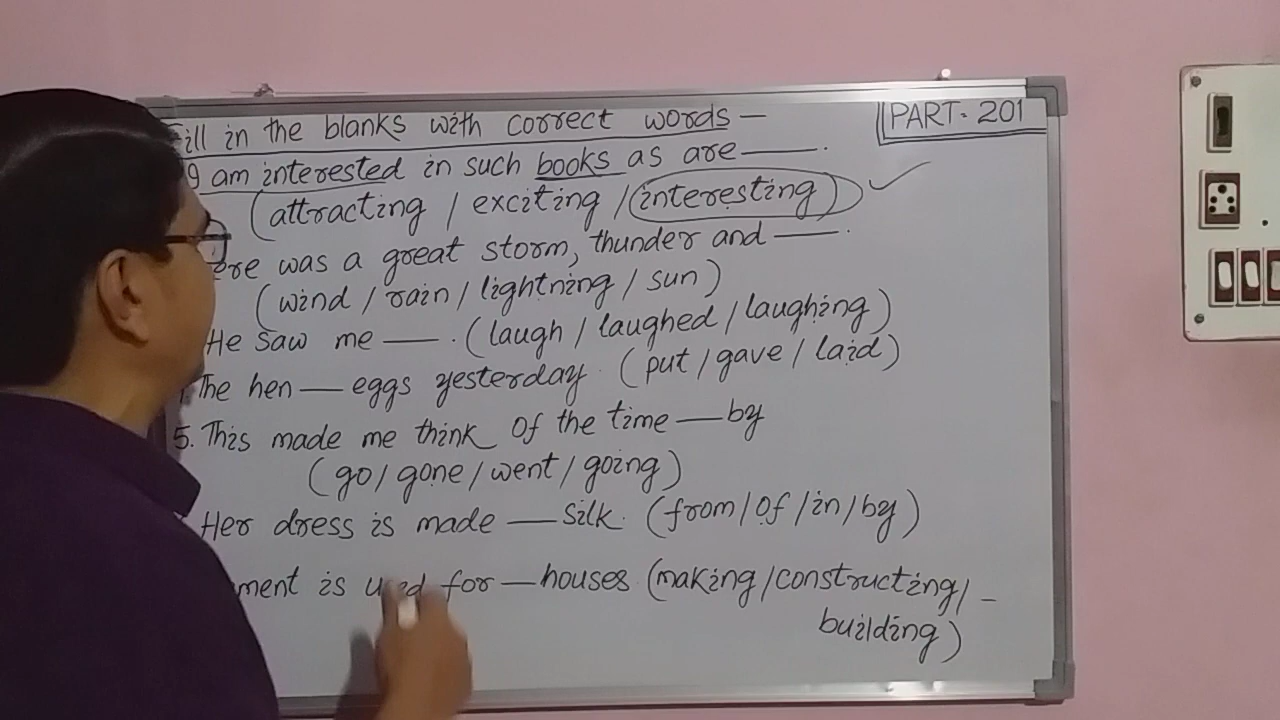 Fill in the blanks with correct words —
PART- 201
I am interested in such books as are —.
(attracting / exciting / interesting)
was a great storm, thunder and —.
(wind / rain / lightning / sun)
He saw me —. (laugh / laughed / laughing)
The hen — eggs yesterday. (put / gave / laid)
5. This made me think of the time — by
(go / gone / went / going)
Her dress is made — silk. (from / of / in / by)
is used for — houses (making / constructing / -
building)